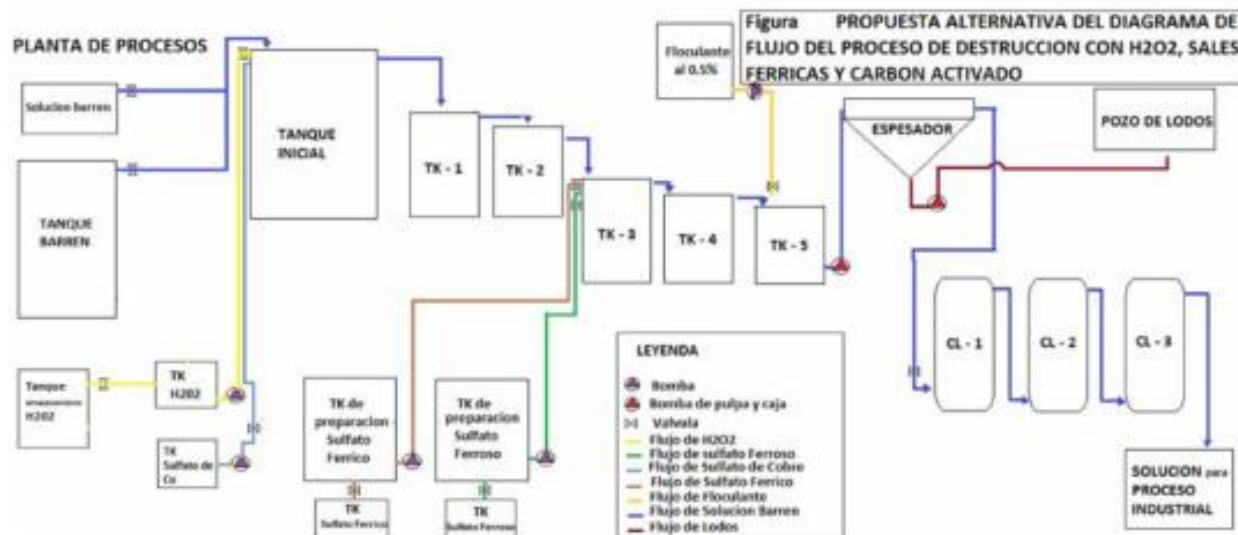 Figura PROPUESTA ALTERNATIVA DEL DIAGRAMA DE
FLUJO DEL PROCESO DE DESTRUCCION CON H2O2, SALES
FERRICAS Y CARBON ACTIVADO
PLANTA DE PROCESOS
Solucion barren
TANQUE
BARREN
TANQUE
INICIAL
TK - 1
TK - 2
TK - 3
TK - 4
TK - 5
Floculante
al 0.5%
ESPESADOR
POZO DE LODOS
CL - 1
CL - 2
CL - 3
SOLUCION para
PROCESO
INDUSTRIAL
Tanque
H202
TK
H202
TK
Sulfato de
Cu
TK de
preparacion
Sulfato
Ferrico
TK de
preparacion
Sulfato
Ferroso
TK
Sulfato Ferrico
TK
Sulfato Ferroso
LEYENDA
Bomba
Bomba de pulpa y caja
Valvala
Flujo de H2O2
Flujo de sulfato Ferroso
Flujo de Sulfato de Cobre
Flujo de Sulfato Ferrico
Flujo de Floculante
Flujo de Solucion Barren
Flujo de Lodos